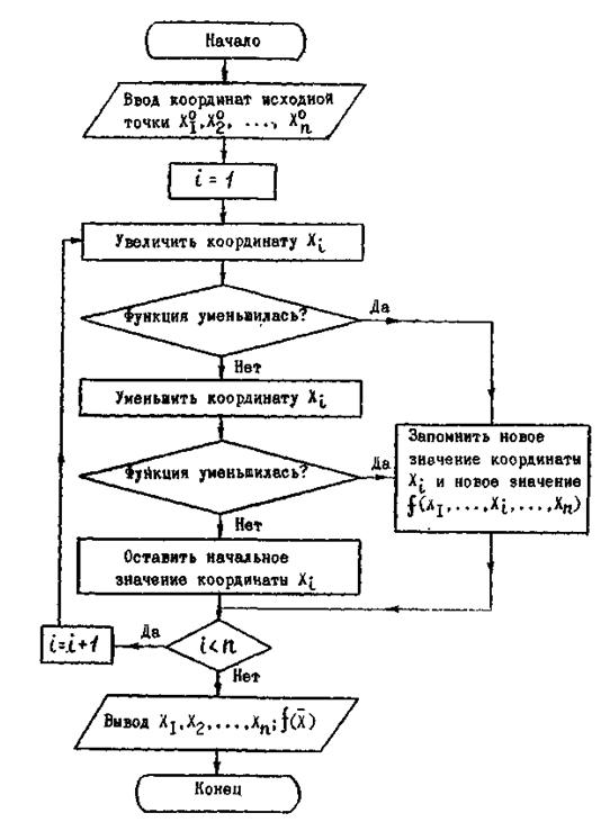 Начало
Ввод координат исходной
точки X₁⁰, X₂⁰, ..., Xₙ⁰
i = 1
Увеличить координату Xᵢ
Функция уменьшилась?
Да
Нет
Уменьшить координату Xᵢ
Функция уменьшилась?
Да
Запомнить новое
значение координаты
Xᵢ и новое значение
f(X₁,...,Xᵢ,...,Xₙ)
Нет
Оставить начальное
значение координаты Xᵢ
i < n
Да
i=i+1
Нет
Вывод X₁,X₂,...,Xₙ; f(X̄)
Конец